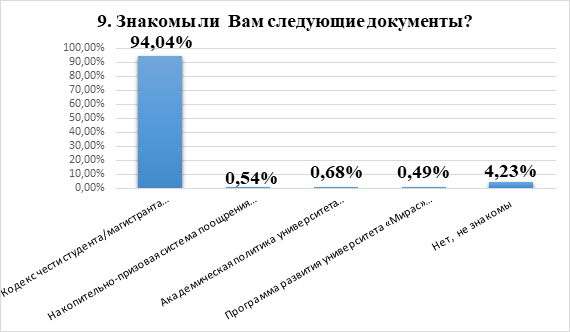 9. Знакомы ли Вам следующие документы?
94,04%
100,00%
90,00%
80,00%
70,00%
60,00%
50,00%
40,00%
30,00%
20,00%
10,00%
0,00%
0,54%
0,68%
0,49%
4,23%
Кодекс чести студента/магистранта...
Накопительно-призовая система поощрения...
Академическая политика университета...
Программа развития университета «Мирас»...
Нет, не знакомы